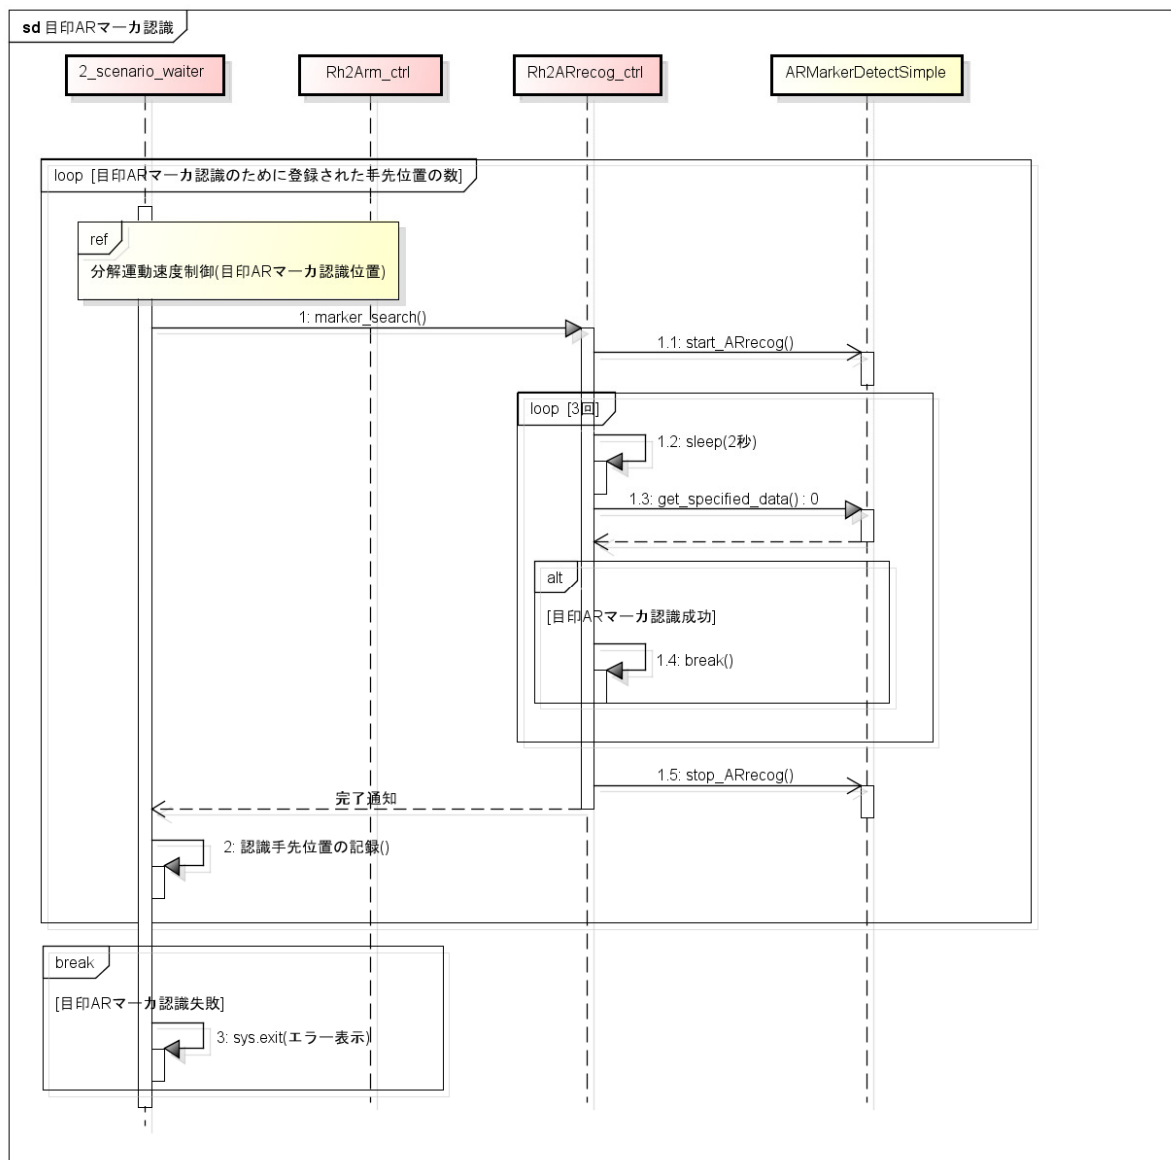 sd 目印ARマーカ認識
2_scenario_waiter
Rh2Arm_ctrl
Rh2ARrecog_ctrl
ARMarkerDetectSimple
loop [目印ARマーカ認識のために登録された手先位置の数]
ref
分解運動速度制御(目印ARマーカ認識位置)
1: marker_search()
1.1: start_ARrecog()
loop [3回]
1.2: sleep(2秒)
1.3: get_specified_data() : 0
alt
[目印ARマーカ認識成功]
1.4: break()
1.5: stop_ARrecog()
完了通知
2: 認識手先位置の記録()
break
[目印ARマーカ認識失敗]
3: sys.exit(エラー表示)